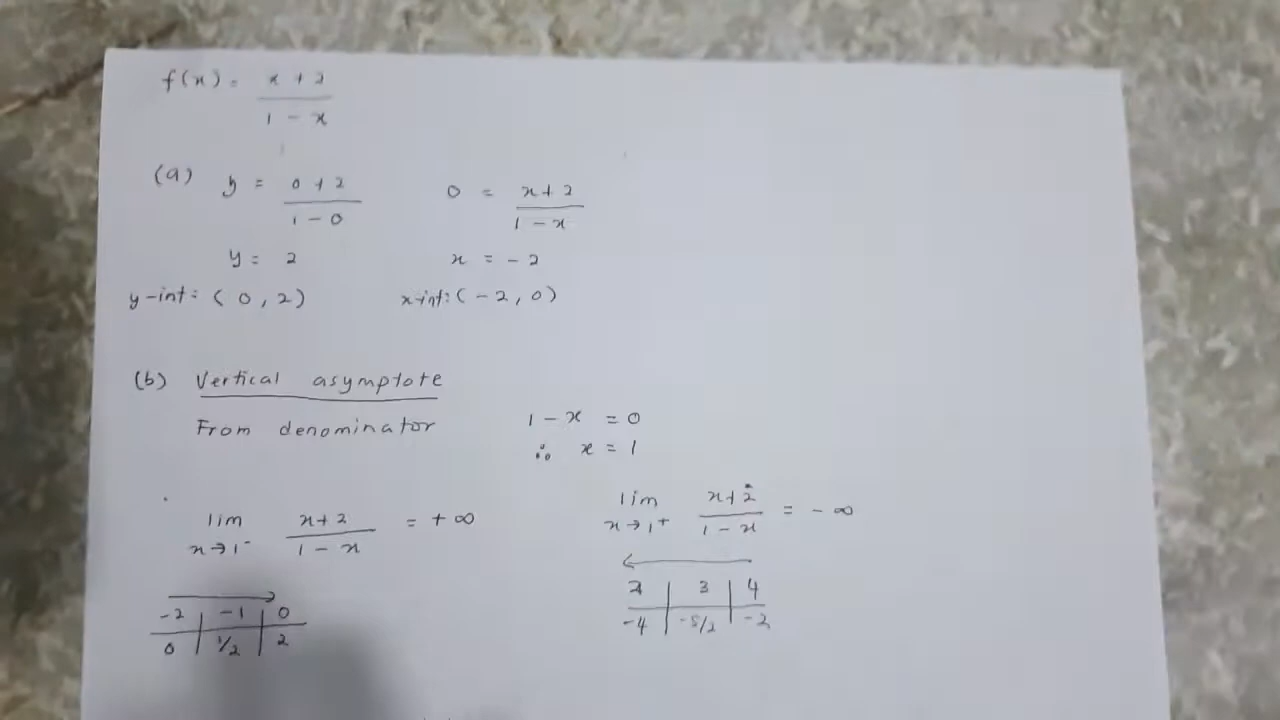 f(x) = x + 2 / 1 - x
(a) y = 0 + 2 / 1 - 0
y = 2
y-int: (0, 2)
0 = x + 2 / 1 - x
x = -2
x-int: (-2, 0)
(b) Vertical asymptote
From denominator 1 - x = 0
∴ x = 1
lim x→1⁻ x+2 / 1 - x = +∞
-2 | -1 | 0
0 | 1/2 | 2
lim x→1⁺ x+2 / 1 - x = -∞
2 | 3 | 4
-4 | -5/2 | -2